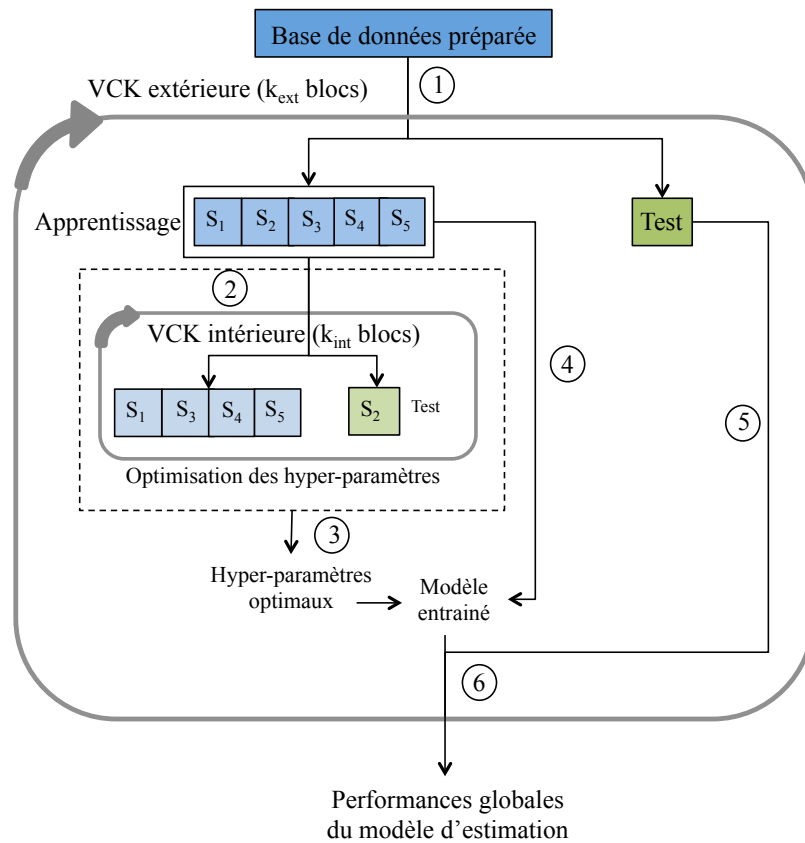 Base de données préparée
VCK extérieure (kext blocs)
1
Apprentissage
S1 S2 S3 S4 S5
Test
2
VCK intérieure (kint blocs)
4
S1 S3 S4 S5
S2
Test
5
Optimisation des hyper-paramètres
3
Hyper-paramètres
optimaux
Modèle
entrainé
6
Performances globales
du modèle d’estimation